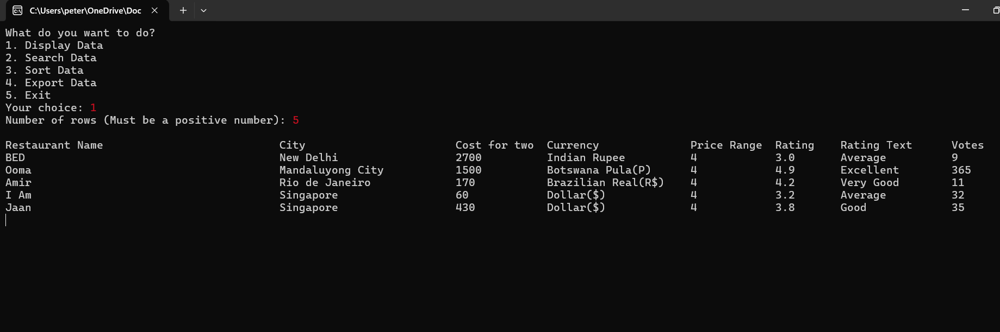 C:\Users\peter\OneDrive\Doc
What do you want to do?
1. Display Data
2. Search Data
3. Sort Data
4. Export Data
5. Exit
Your choice: 1
Number of rows (Must be a positive number): 5
Restaurant Name City Cost for two Currency Price Range Rating Rating Text Votes
BED New Delhi 2700 Indian Rupee 4 3.0 Average 9
Ooma Mandaluyong City 1500 Botswana Pula(P) 4 4.9 Excellent 365
Amir Rio de Janeiro 170 Brazilian Real(R$) 4 4.2 Very Good 11
I Am Singapore 60 Dollar($) 4 3.2 Average 32
Jaan Singapore 430 Dollar($) 4 3.8 Good 35